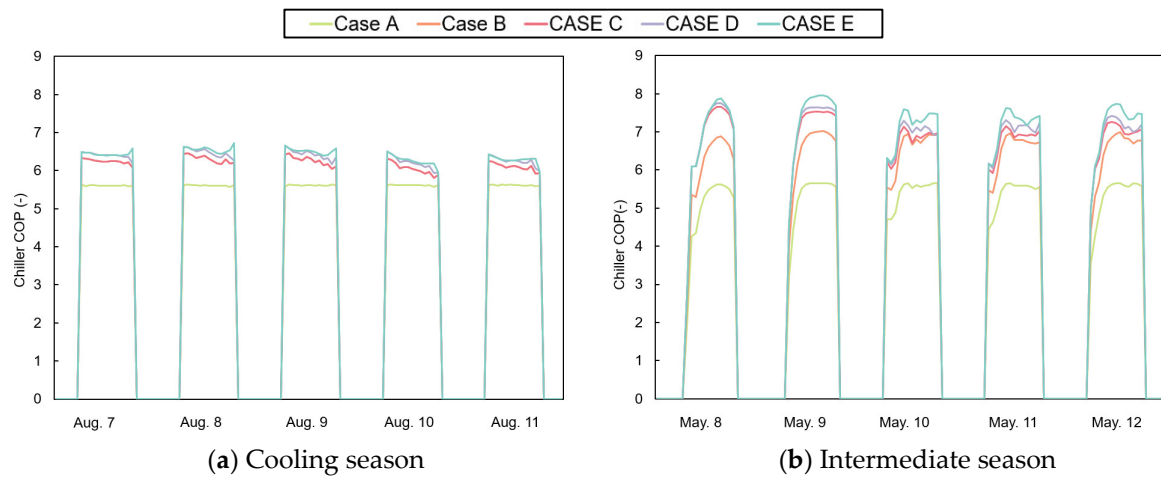 Case A Case B CASE C CASE D CASE E
9
8
7
6
5
4
3
2
1
0
Chiller COP(-)
Aug. 7 Aug. 8 Aug. 9 Aug. 10 Aug. 11
(a) Cooling season
9
8
7
6
5
4
3
2
1
0
Chiller COP(-)
May. 8 May. 9 May. 10 May. 11 May. 12
(b) Intermediate season